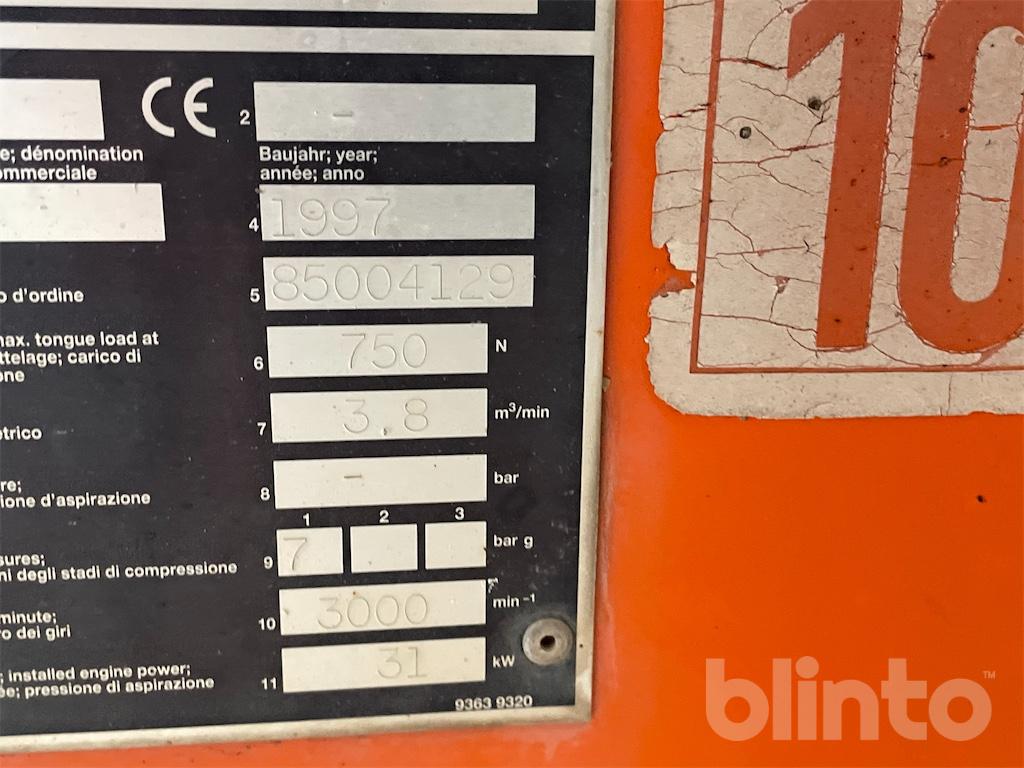 10
CE 2 -
e; dénomination
ommerciale
Baujahr; year;
année; anno
4 1997
o d'ordine 5 85004129
max. tongue load at
ttelage; carico di
one
6 750 N
etrico 7 3.8 m³/min
re;
ione d'aspirazione
8 - bar
1 2 3
sures;
ni degli stadi di compressione
9 7 bar g
minute;
ro dei giri
10 3000 min⁻¹
; installed engine power;
ée; pressione di aspirazione
11 31 kW
9363 9320
blinto™